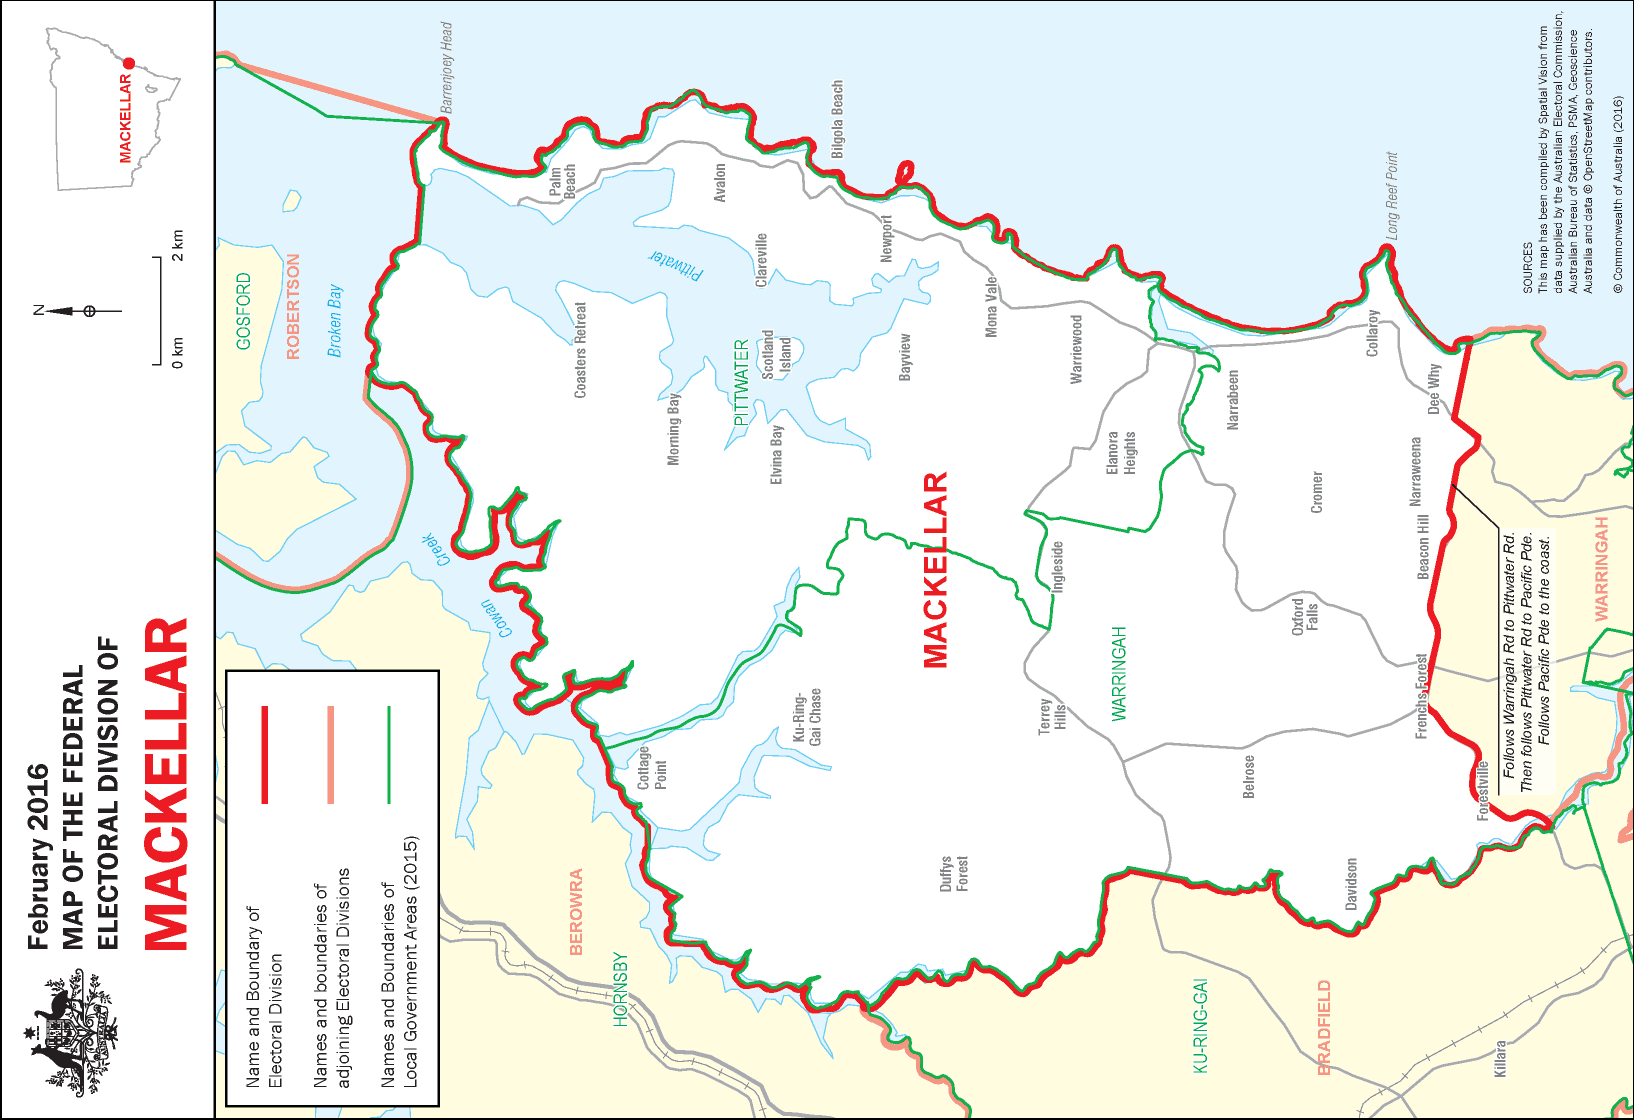 February 2016
MAP OF THE FEDERAL
ELECTORAL DIVISION OF
MACKELLAR
N
0 km
2 km
MACKELLAR
Name and Boundary of
Electoral Division
Names and boundaries of
adjoining Electoral Divisions
Names and Boundaries of
Local Government Areas (2015)
GOSFORD
ROBERTSON
Broken Bay
Barrenjoey Head
Palm
Beach
Avalon
Bilgola Beach
Pittwater
Clareville
Newport
Coasters Retreat
PITTWATER
Scotland
Island
Mona Vale
Bayview
Morning Bay
Elvina Bay
Warriewood
Long Reef Point
Collaroy
Narrabeen
Dee Why
Elanora
Heights
Cromer
Narraweena
Cowan
Creek
MACKELLAR
Ingleside
Beacon Hill
Oxford
Falls
WARRINGAH
Terrey
Hills
Ku-Ring-
Gai Chase
Cottage
Point
Frenchs Forest
Belrose
Forestville
Duffys
Forest
Davidson
BEROWRA
HORNSBY
KU-RING-GAI
BRADFIELD
Killara
WARRINGAH
Follows Warringah Rd to Pittwater Rd.
Then follows Pittwater Rd to Pacific Pde.
Follows Pacific Pde to the coast.
SOURCES
This map has been compiled by Spatial Vision from
data supplied by the Australian Electoral Commission,
Australian Bureau of Statistics, PSMA, Geoscience
Australia and data © OpenStreetMap contributors.
© Commonwealth of Australia (2016)